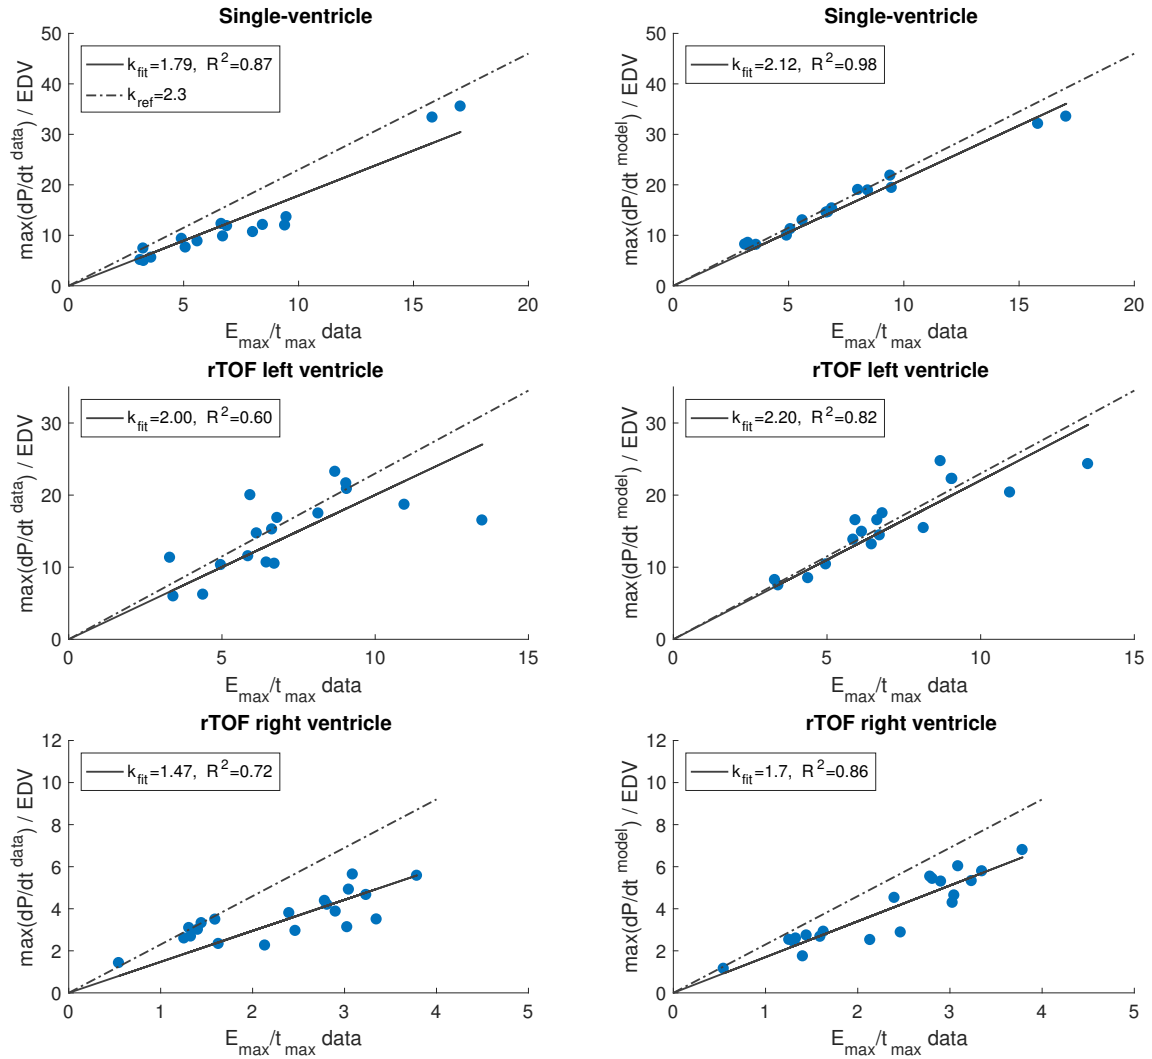 Single-ventricle
k_fit=1.79, R^2=0.87
k_ref=2.3
max(dP/dt^data) / EDV
50
40
30
20
10
0
0 5 10 15 20
E_max/t_max data
Single-ventricle
k_fit=2.12, R^2=0.98
max(dP/dt^model) / EDV
50
40
30
20
10
0
0 5 10 15 20
E_max/t_max data
rTOF left ventricle
k_fit=2.00, R^2=0.60
max(dP/dt^data) / EDV
30
20
10
0
0 5 10 15
E_max/t_max data
rTOF left ventricle
k_fit=2.20, R^2=0.82
max(dP/dt^model) / EDV
30
20
10
0
0 5 10 15
E_max/t_max data
rTOF right ventricle
k_fit=1.47, R^2=0.72
max(dP/dt^data) / EDV
12
10
8
6
4
2
0
0 1 2 3 4 5
E_max/t_max data
rTOF right ventricle
k_fit=1.7, R^2=0.86
max(dP/dt^model) / EDV
12
10
8
6
4
2
0
0 1 2 3 4 5
E_max/t_max data